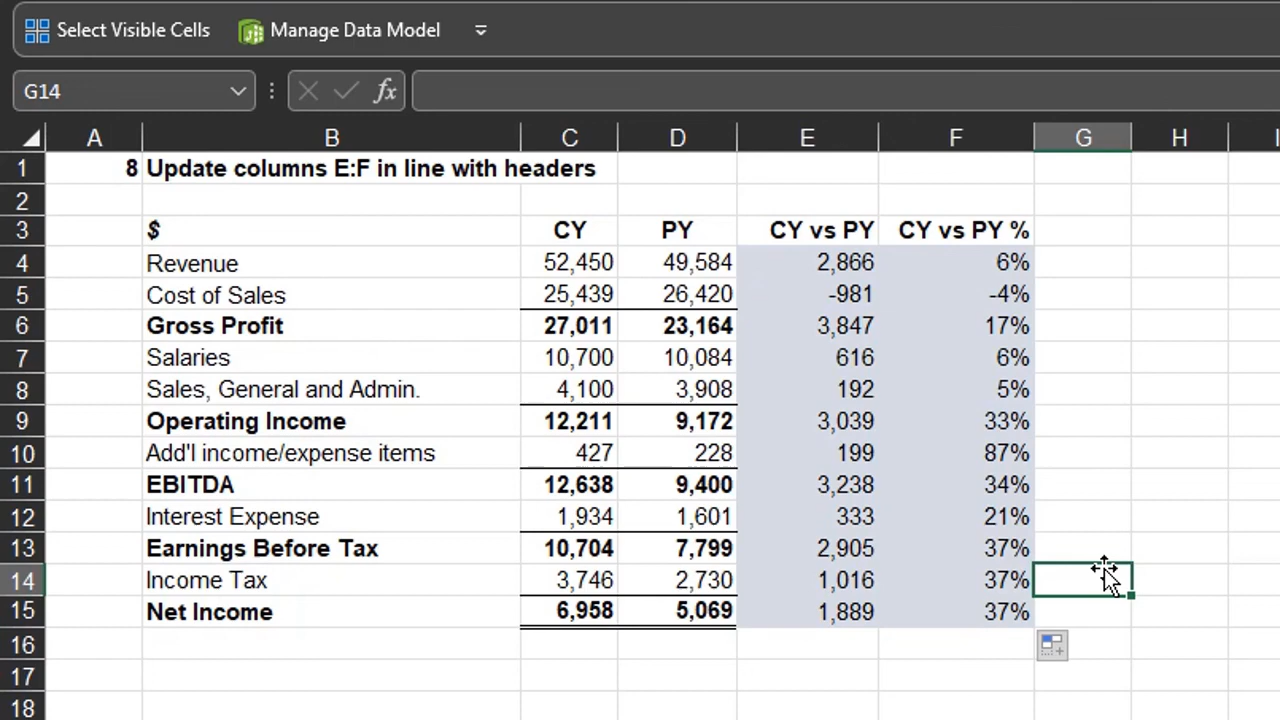 Select Visible Cells Manage Data Model
G14 fx
A B C D E F G H I
1 8 Update columns E:F in line with headers
2
3 $ CY PY CY vs PY CY vs PY %
4 Revenue 52,450 49,584 2,866 6%
5 Cost of Sales 25,439 26,420 -981 -4%
6 Gross Profit 27,011 23,164 3,847 17%
7 Salaries 10,700 10,084 616 6%
8 Sales, General and Admin. 4,100 3,908 192 5%
9 Operating Income 12,211 9,172 3,039 33%
10 Add'l income/expense items 427 228 199 87%
11 EBITDA 12,638 9,400 3,238 34%
12 Interest Expense 1,934 1,601 333 21%
13 Earnings Before Tax 10,704 7,799 2,905 37%
14 Income Tax 3,746 2,730 1,016 37%
15 Net Income 6,958 5,069 1,889 37%
16
17
18